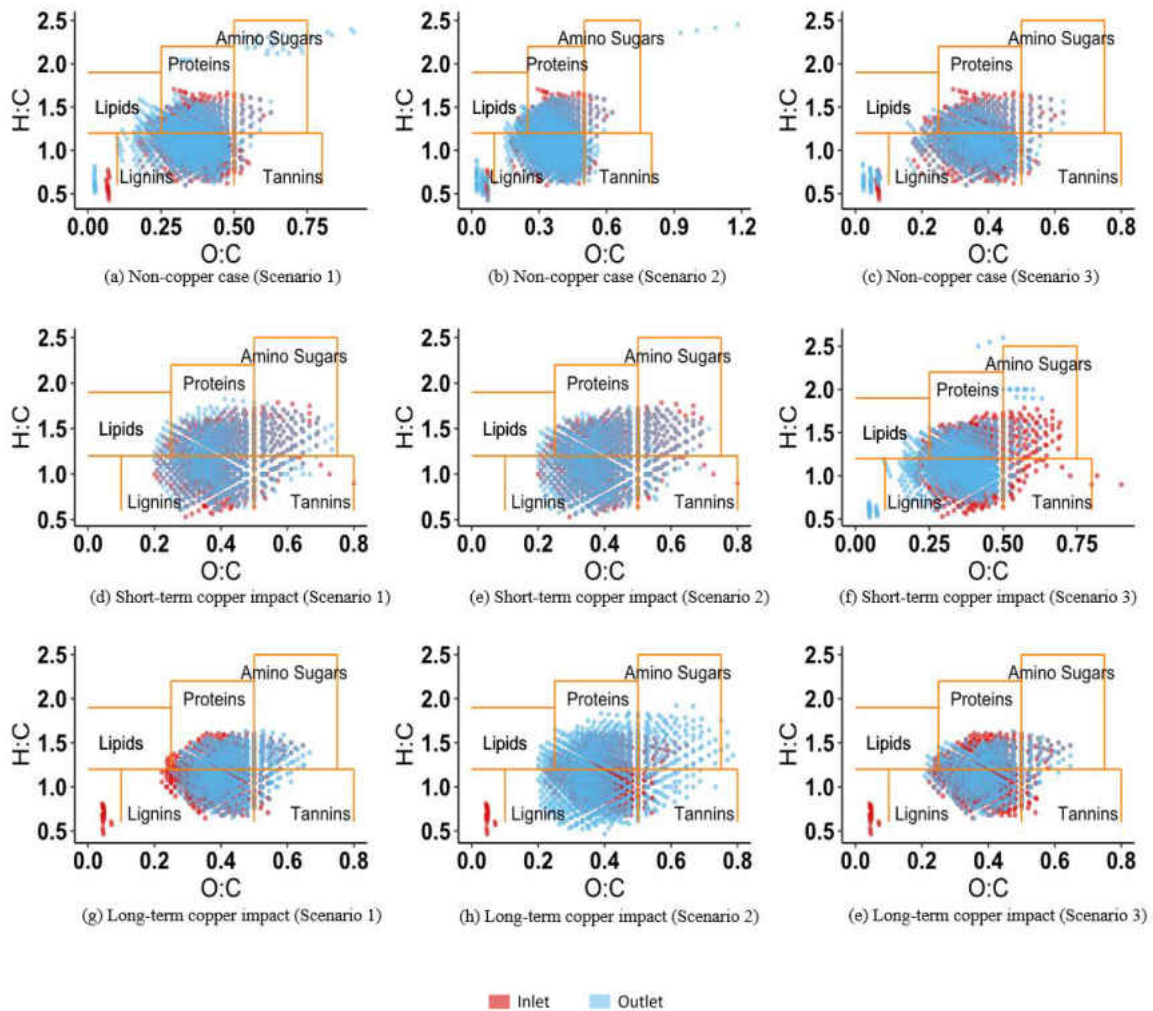 2.5
2.0
1.5
1.0
0.5
H:C
Amino Sugars
Proteins
Lipids
Lignins
Tannins
0.00 0.25 0.50 0.75
O:C
(a) Non-copper case (Scenario 1)
2.5
2.0
1.5
1.0
0.5
H:C
Amino Sugars
Proteins
Lipids
Lignins
Tannins
0.0 0.3 0.6 0.9 1.2
O:C
(b) Non-copper case (Scenario 2)
2.5
2.0
1.5
1.0
0.5
H:C
Amino Sugars
Proteins
Lipids
Lignins
Tannins
0.0 0.2 0.4 0.6 0.8
O:C
(c) Non-copper case (Scenario 3)
2.5
2.0
1.5
1.0
0.5
H:C
Amino Sugars
Proteins
Lipids
Lignins
Tannins
0.0 0.2 0.4 0.6 0.8
O:C
(d) Short-term copper impact (Scenario 1)
2.5
2.0
1.5
1.0
0.5
H:C
Amino Sugars
Proteins
Lipids
Lignins
Tannins
0.0 0.2 0.4 0.6 0.8
O:C
(e) Short-term copper impact (Scenario 2)
2.5
2.0
1.5
1.0
0.5
H:C
Amino Sugars
Proteins
Lipids
Lignins
Tannins
0.00 0.25 0.50 0.75
O:C
(f) Short-term copper impact (Scenario 3)
2.5
2.0
1.5
1.0
0.5
H:C
Amino Sugars
Proteins
Lipids
Lignins
Tannins
0.0 0.2 0.4 0.6 0.8
O:C
(g) Long-term copper impact (Scenario 1)
2.5
2.0
1.5
1.0
0.5
H:C
Amino Sugars
Proteins
Lipids
Lignins
Tannins
0.0 0.2 0.4 0.6 0.8
O:C
(h) Long-term copper impact (Scenario 2)
2.5
2.0
1.5
1.0
0.5
H:C
Amino Sugars
Proteins
Lipids
Lignins
Tannins
0.0 0.2 0.4 0.6 0.8
O:C
(e) Long-term copper impact (Scenario 3)
Inlet Outlet